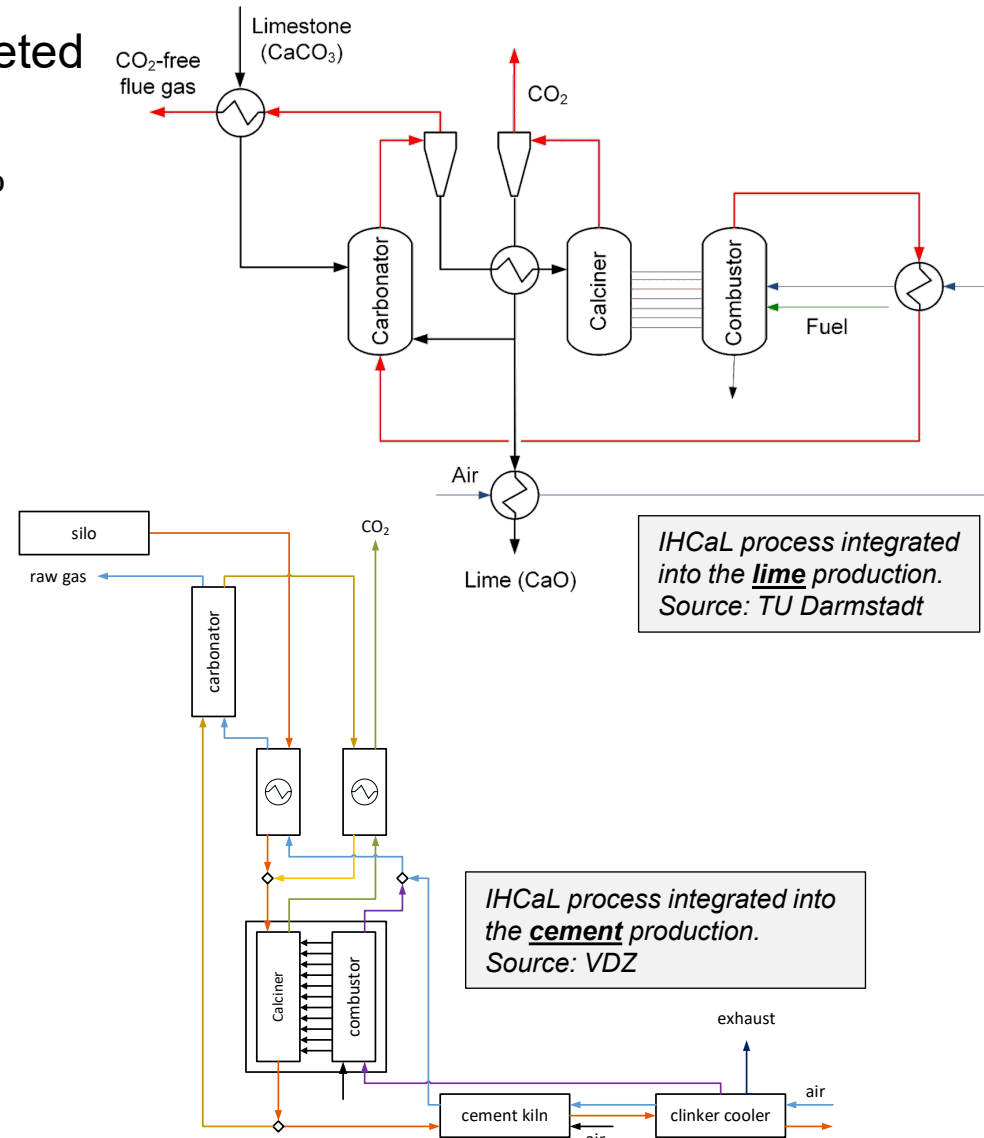 Limestone
(CaCO₃)
CO₂-free
flue gas
CO₂
Carbonator
Calciner
Combustor
Fuel
Air
Lime (CaO)
IHCaL process integrated
into the lime production.
Source: TU Darmstadt
silo
CO₂
raw gas
carbonator
IHCaL process integrated into
the cement production.
Source: VDZ
Calciner
combustor
exhaust
air
cement kiln
clinker cooler